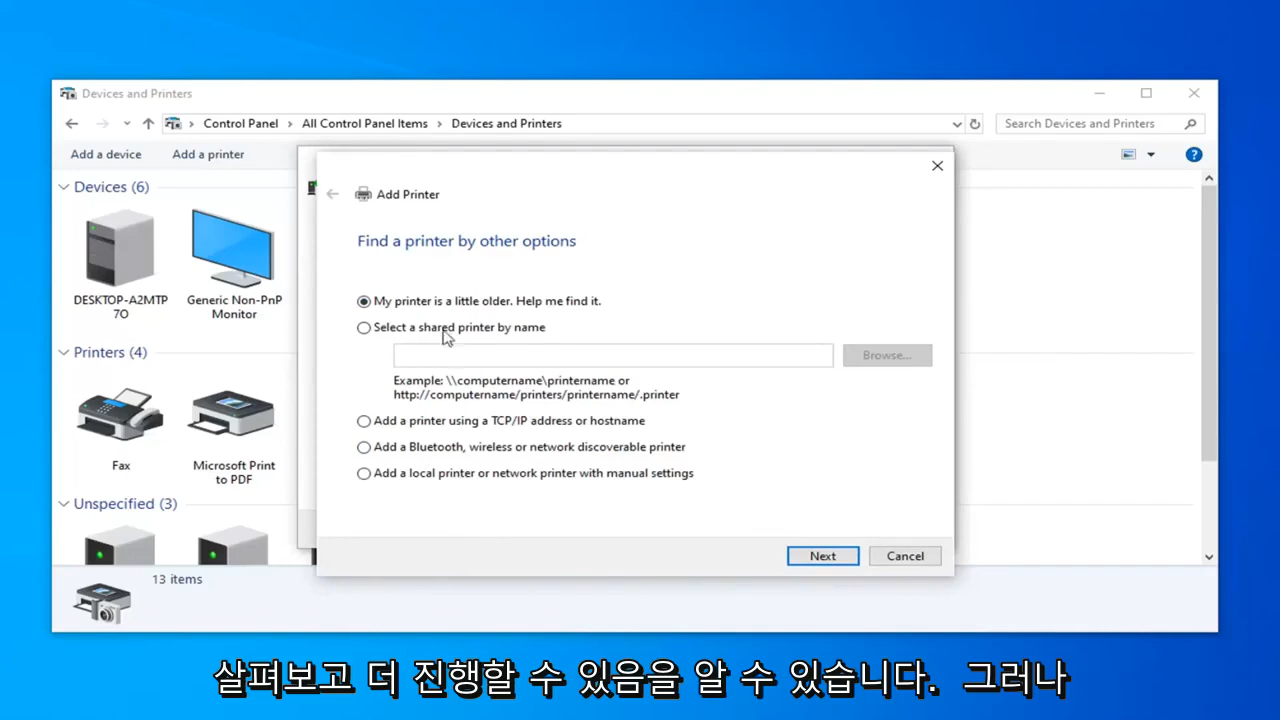 Devices and Printers
Control Panel > All Control Panel Items > Devices and Printers
Search Devices and Printers
Add a device
Add a printer
Devices (6)
DESKTOP-A2MTP
7O
Generic Non-PnP
Monitor
Printers (4)
Fax
Microsoft Print
to PDF
Unspecified (3)
13 items
Add Printer
Find a printer by other options
My printer is a little older. Help me find it.
Select a shared printer by name
Browse...
Example: \\computername\printername or
http://computername/printers/printername/.printer
Add a printer using a TCP/IP address or hostname
Add a Bluetooth, wireless or network discoverable printer
Add a local printer or network printer with manual settings
Next
Cancel
살펴보고 더 진행할 수 있음을 알 수 있습니다. 그러나